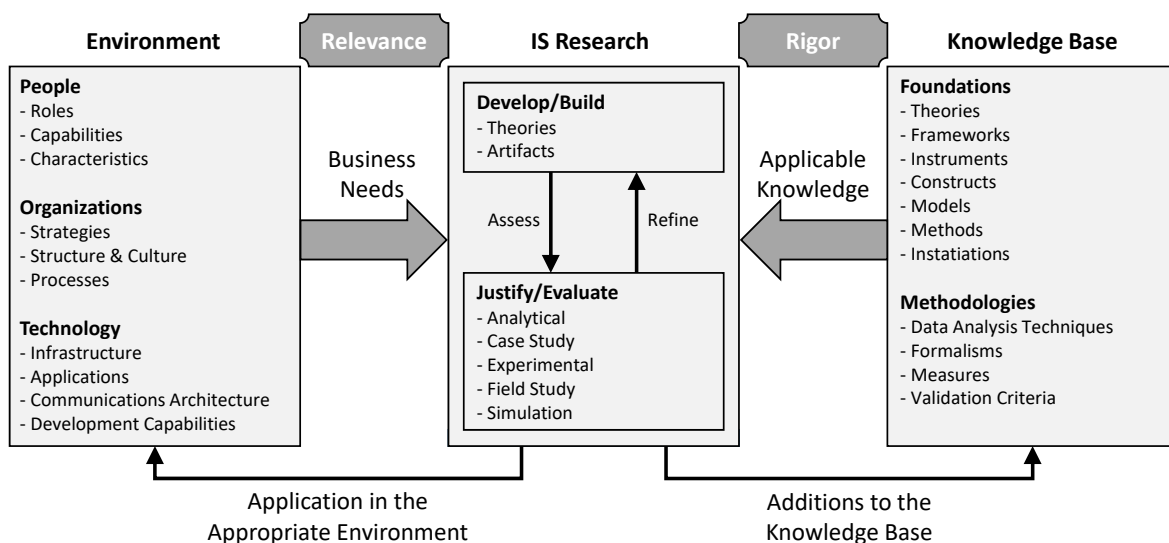 Environment
Relevance
IS Research
Rigor
Knowledge Base
People
- Roles
- Capabilities
- Characteristics
Organizations
- Strategies
- Structure & Culture
- Processes
Technology
- Infrastructure
- Applications
- Communications Architecture
- Development Capabilities
Business
Needs
Develop/Build
- Theories
- Artifacts
Assess
Refine
Justify/Evaluate
- Analytical
- Case Study
- Experimental
- Field Study
- Simulation
Applicable
Knowledge
Foundations
- Theories
- Frameworks
- Instruments
- Constructs
- Models
- Methods
- Instatiations
Methodologies
- Data Analysis Techniques
- Formalisms
- Measures
- Validation Criteria
Application in the
Appropriate Environment
Additions to the
Knowledge Base